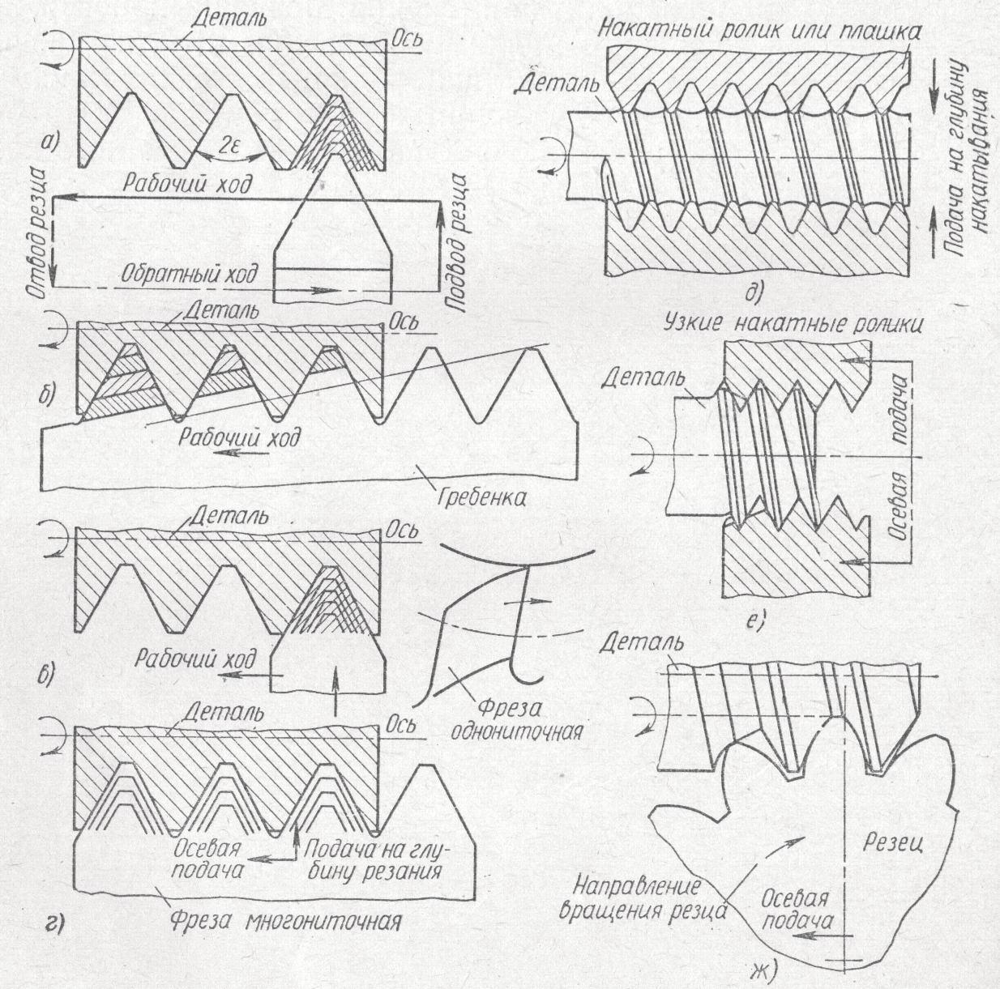 Деталь
Ось
2ε
а)
Рабочий ход
Отвод резца
Подвод резца
Обратный ход
Деталь
Ось
б)
Рабочий ход
Гребенка
Деталь
Ось
в)
Рабочий ход
Фреза
однониточная
Деталь
Ось
Осевая
подача
Подача на глу-
бину резания
г)
Фреза многониточная
Накатный ролик или плашка
Деталь
Подача на глубину
накатывания
д)
Узкие накатные ролики
Деталь
Осевая подача
е)
Деталь
Резец
Направление
вращения резца
Осевая
подача
ж)